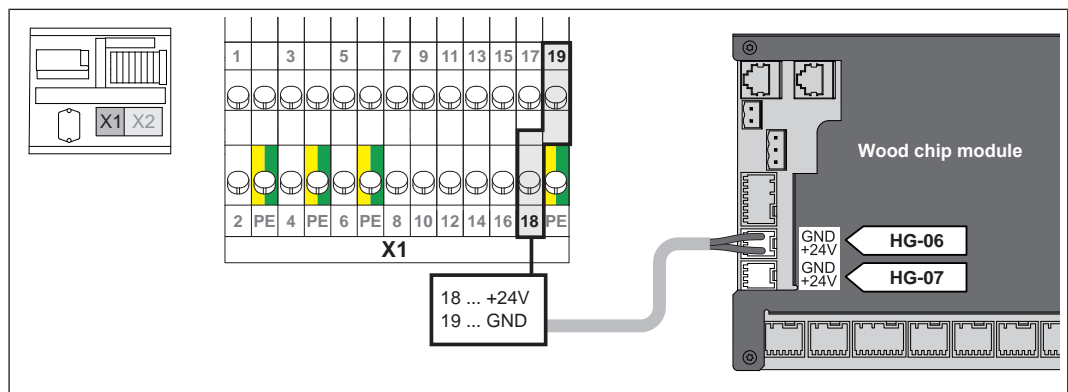 X1 X2
1 3 5 7 9 11 13 15 17 19
2 PE 4 PE 6 PE 8 10 12 14 16 18 PE
X1
18 ... +24V
19 ... GND
Wood chip module
GND
+24V
HG-06
GND
+24V
HG-07